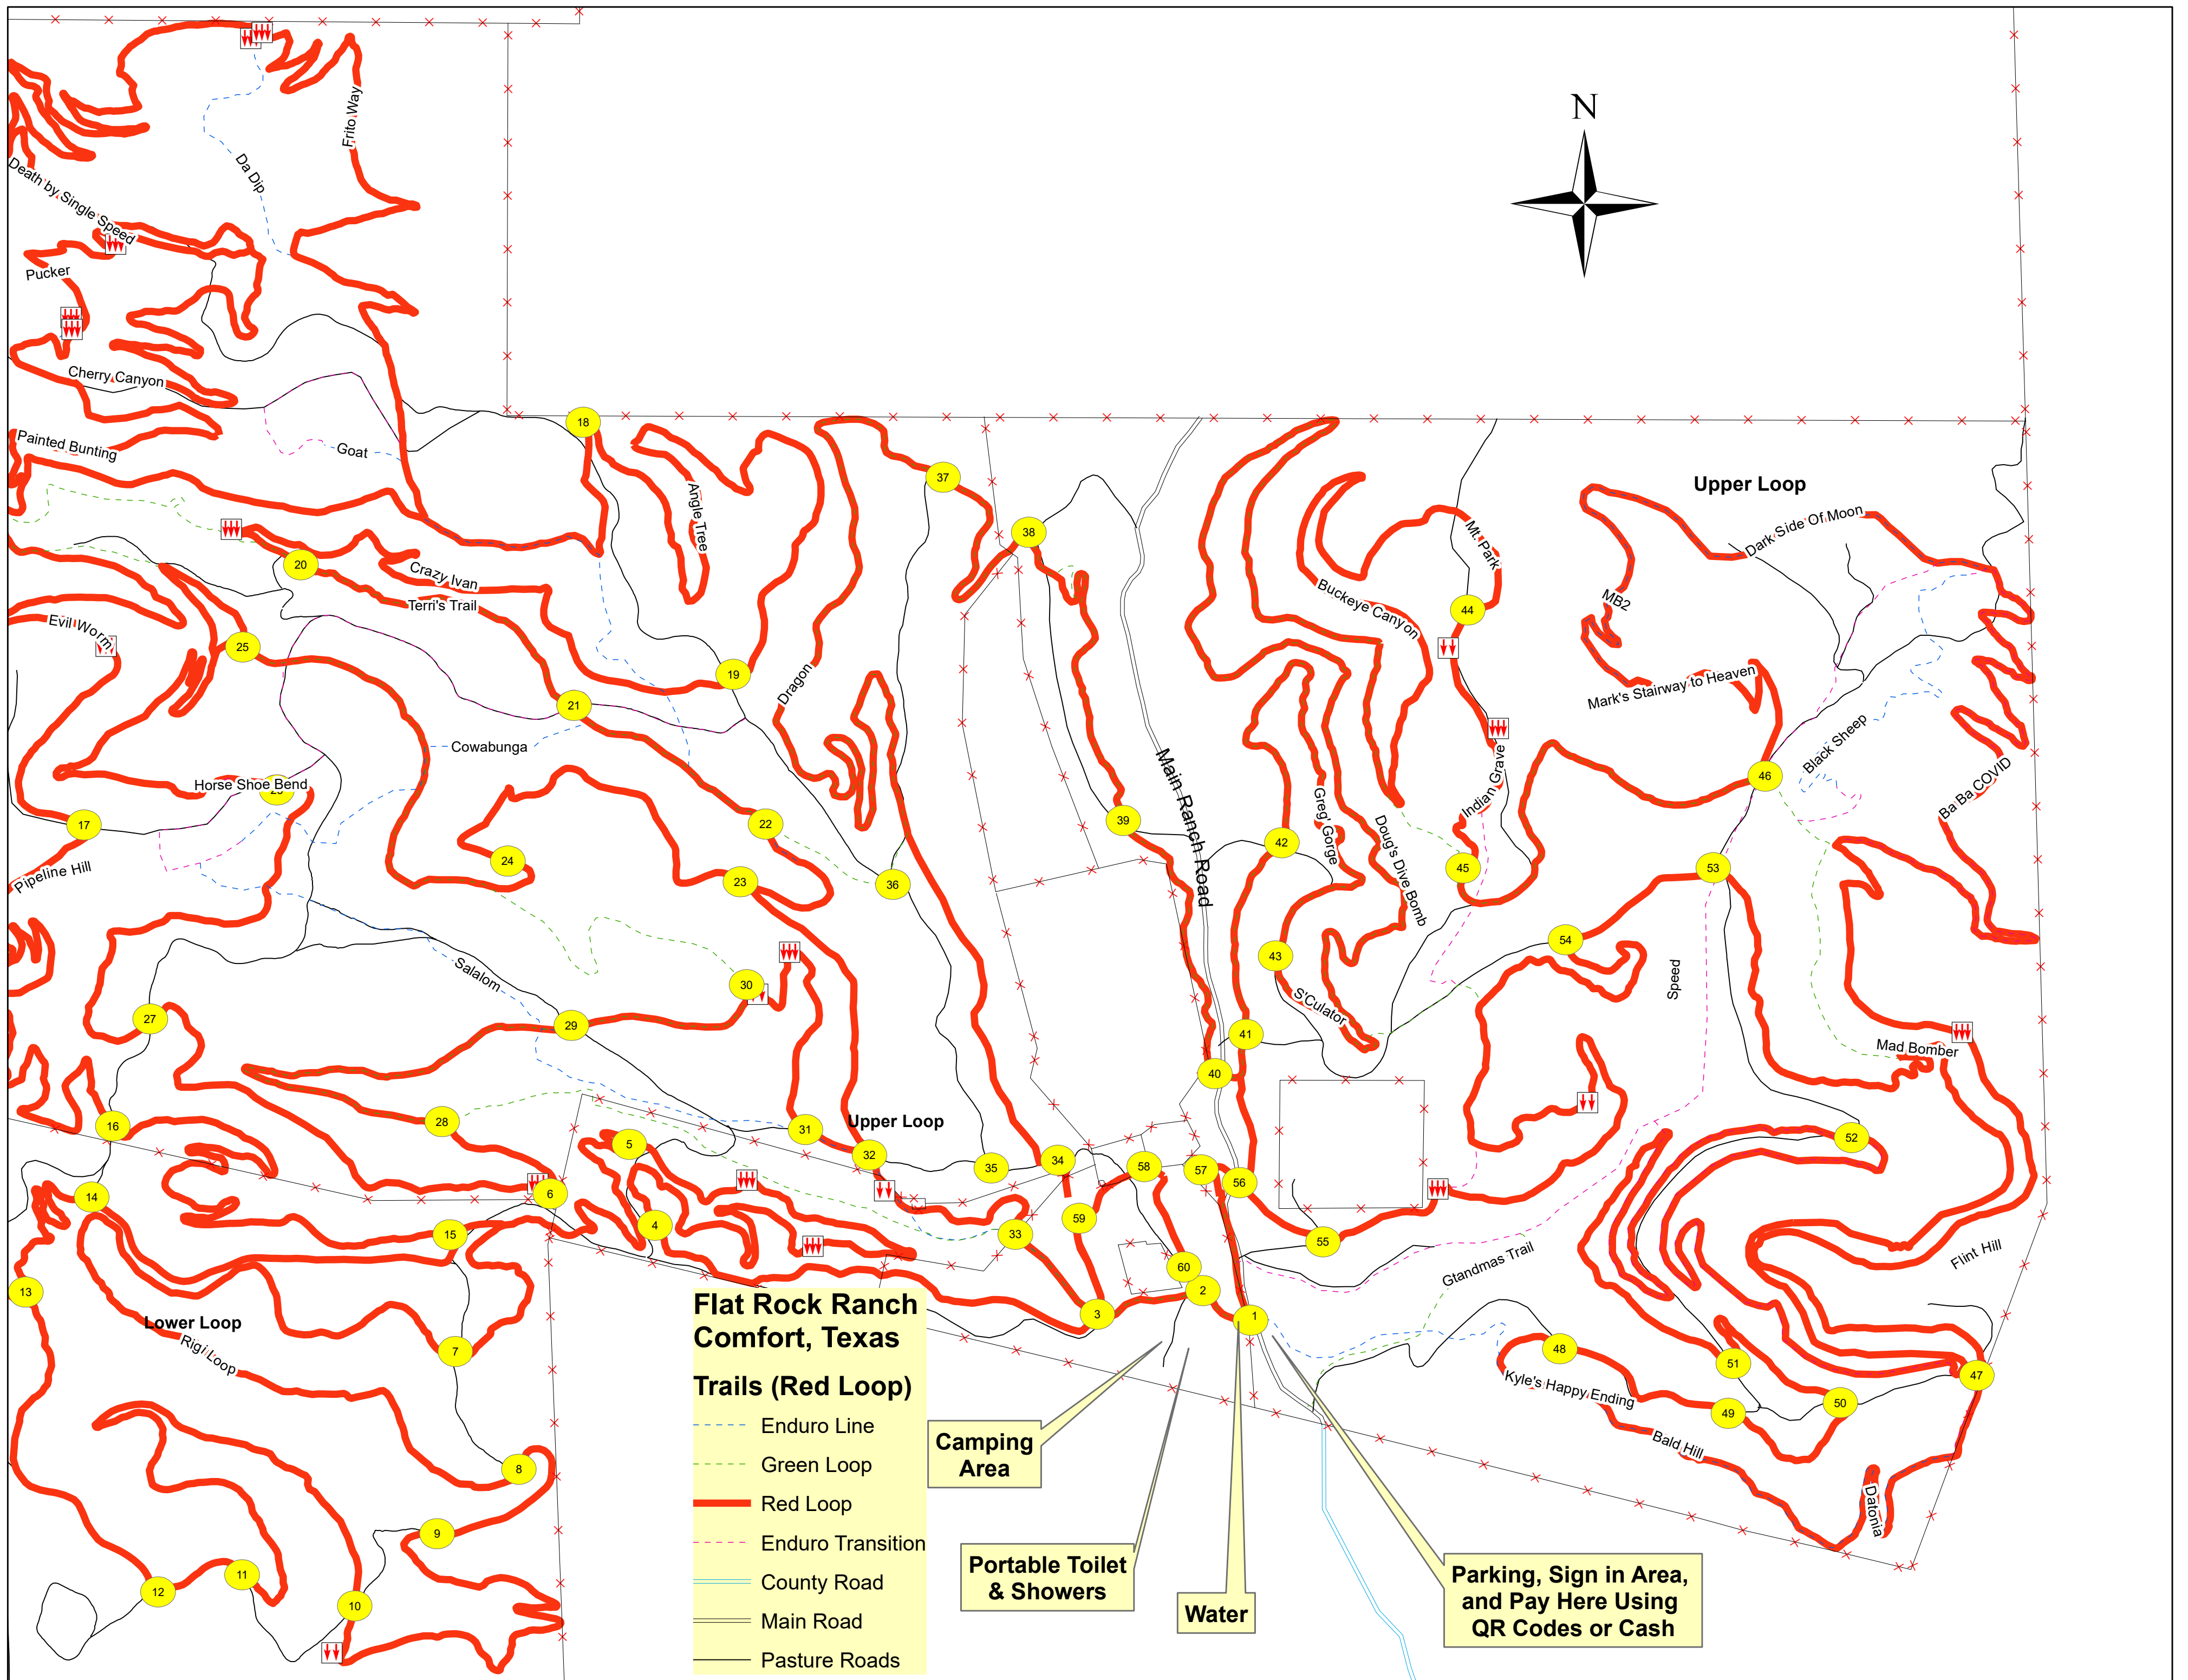 N
Frito Way
Da Dip
Death by Single Speed
Pucker
Cherry Canyon
Painted Bunting
Goat
18
37
Upper Loop
Angle Tree
38
Mt. Park
Dark Side Of Moon
20
Crazy Ivan
Terri's Trail
Buckeye Canyon
MB2
44
Evil Worm
25
19
Dragon
Mark's Stairway to Heaven
21
Cowabunga
Main Ranch Road
Black Sheep
46
Horse Shoe Bend
Indian Grave
Ba Ba COVID
17
22
39
Greg' Gorge
42
Doug's Dive Bomb
24
Pipeline Hill
23
36
45
53
54
43
Salalom
30
Speed
S'Culator
27
29
41
Mad Bomber
40
16
28
31
Upper Loop
5
32
52
35
34
58
57
56
14
6
59
4
33
15
55
Flint Hill
Gtandmas Trail
60
13
2
3
1
Lower Loop
Rigi Loop
7
48
51
47
Kyle's Happy Ending
50
49
Bald Hill
8
Datonia
9
11
12
10
Flat Rock Ranch
Comfort, Texas
Trails (Red Loop)
Enduro Line
Green Loop
Red Loop
Enduro Transition
County Road
Main Road
Pasture Roads
Camping
Area
Portable Toilet
& Showers
Water
Parking, Sign in Area,
and Pay Here Using
QR Codes or Cash